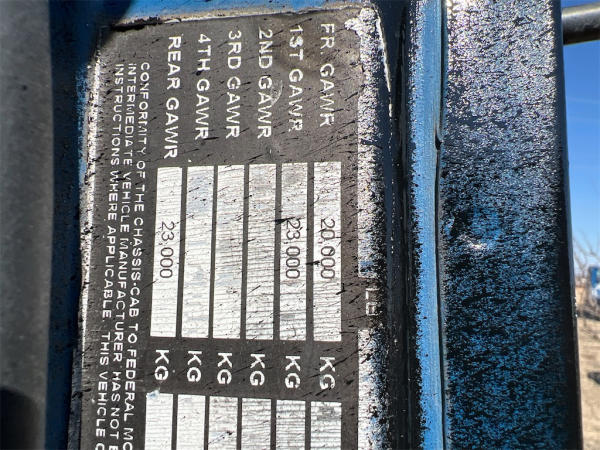 LB
FR GAWR 20,000 KG
1ST GAWR 23,000 KG
2ND GAWR KG
3RD GAWR KG
4TH GAWR KG
REAR GAWR 23,000 KG
CONFORMITY OF THE CHASSIS-CAB TO FEDERAL MO
INTERMEDIATE VEHICLE MANUFACTURER HAS NOT
INSTRUCTIONS WHERE APPLICABLE. THIS VEHICLE C